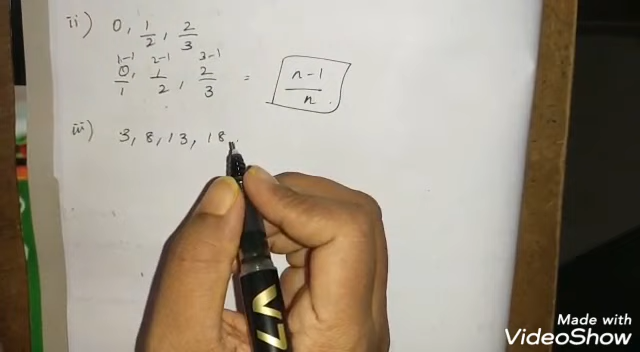 ii) 0, 1/2, 2/3
1-1 2-1 3-1
0/1, 1/2, 2/3 = n-1/n.
iii) 3, 8, 13, 18,.
V7
Made with
VideoShow